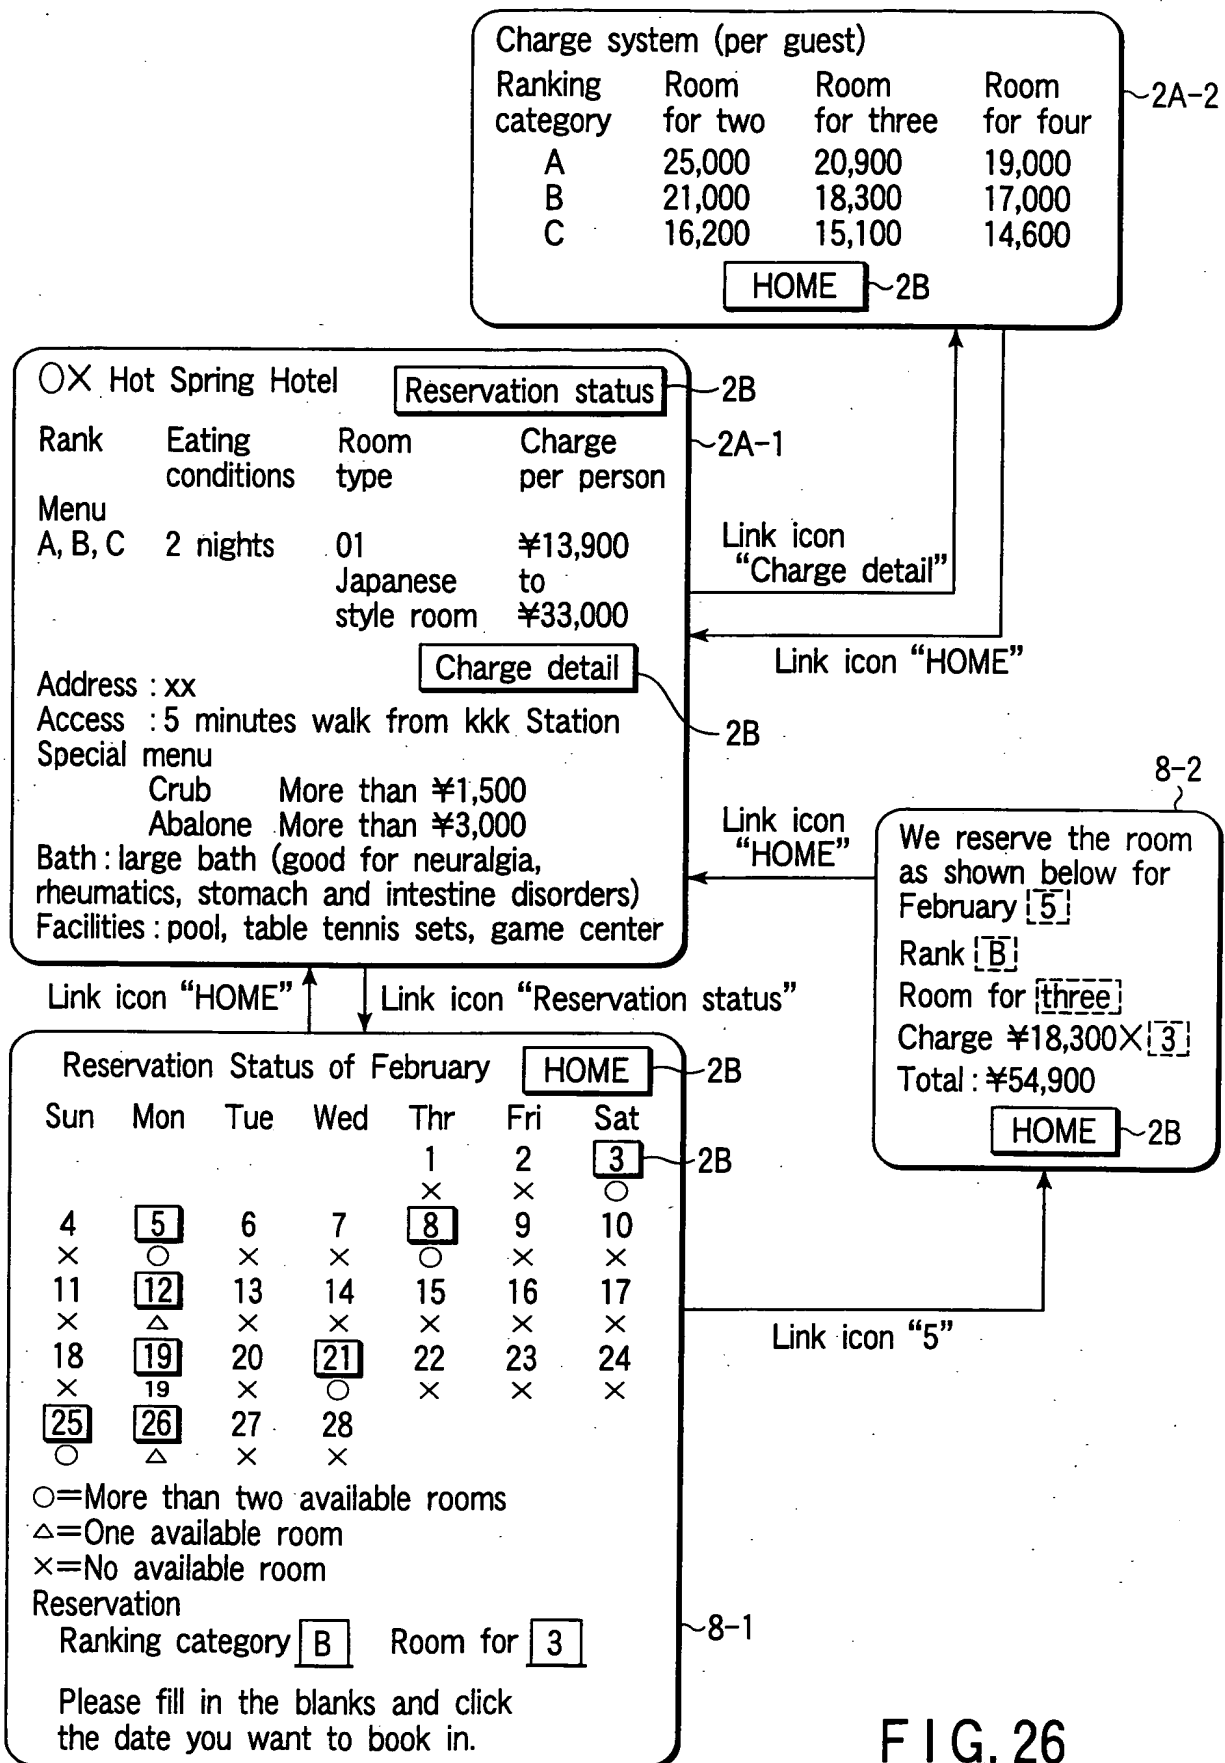 Charge system (per guest)
Ranking category Room for two Room for three Room for four
A 25,000 20,900 19,000
B 21,000 18,300 17,000
C 16,200 15,100 14,600
HOME 2B
2A-2
○× Hot Spring Hotel Reservation status 2B
2A-1
Rank Eating conditions Room type Charge per person
Menu
A, B, C 2 nights 01 ¥13,900
Japanese to
style room ¥33,000
Charge detail
2B
Address : xx
Access : 5 minutes walk from kkk Station
Special menu
Crub More than ¥1,500
Abalone More than ¥3,000
Bath : large bath (good for neuralgia,
rheumatics, stomach and intestine disorders)
Facilities : pool, table tennis sets, game center
Link icon
“Charge detail”
Link icon “HOME”
Link icon
“HOME”
8-2
We reserve the room
as shown below for
February 5
Rank B
Room for three
Charge ¥18,300×3
Total : ¥54,900
HOME 2B
Link icon “HOME” Link icon “Reservation status”
Reservation Status of February HOME 2B
Sun Mon Tue Wed Thr Fri Sat
1 2 3 2B
× × ○
4 5 6 7 8 9 10
× ○ × × ○ × ×
11 12 13 14 15 16 17
× △ × × × × ×
18 19 20 21 22 23 24
× 19 × ○ × × ×
25 26 27 28
○ △ × ×
○=More than two available rooms
△=One available room
×=No available room
Reservation
Ranking category B Room for 3
8-1
Please fill in the blanks and click
the date you want to book in.
Link icon “5”
FIG. 26